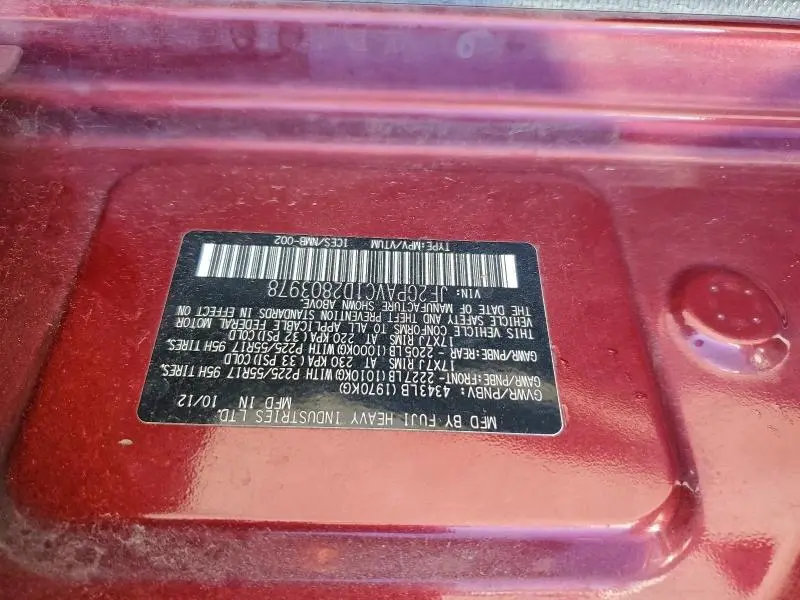 MFD BY FUJI HEAVY INDUSTRIES LTD.
MFD IN 10/12
GVWR/PNBV: 4343LB(1970KG)
GAWR/PNBE:FRONT- 2227LB(1010KG)WITH P225/55R17 95H TIRES,
17X7J RIMS AT 230 KPA(33 PSI)COLD
GAWR/PNBE:REAR- 2205LB(1000KG)WITH P225/55R17 95H TIRES,
17X7J RIMS AT 220 KPA(32 PSI)COLD
THIS VEHICLE CONFORMS TO ALL APPLICABLE FEDERAL MOTOR
VEHICLE SAFETY AND THEFT PREVENTION STANDARDS IN EFFECT ON
THE DATE OF MANUFACTURE SHOWN ABOVE
VIN: JF2GPAVC1D2803978
TYPE:MPV/VTUM ICES/NMB-002